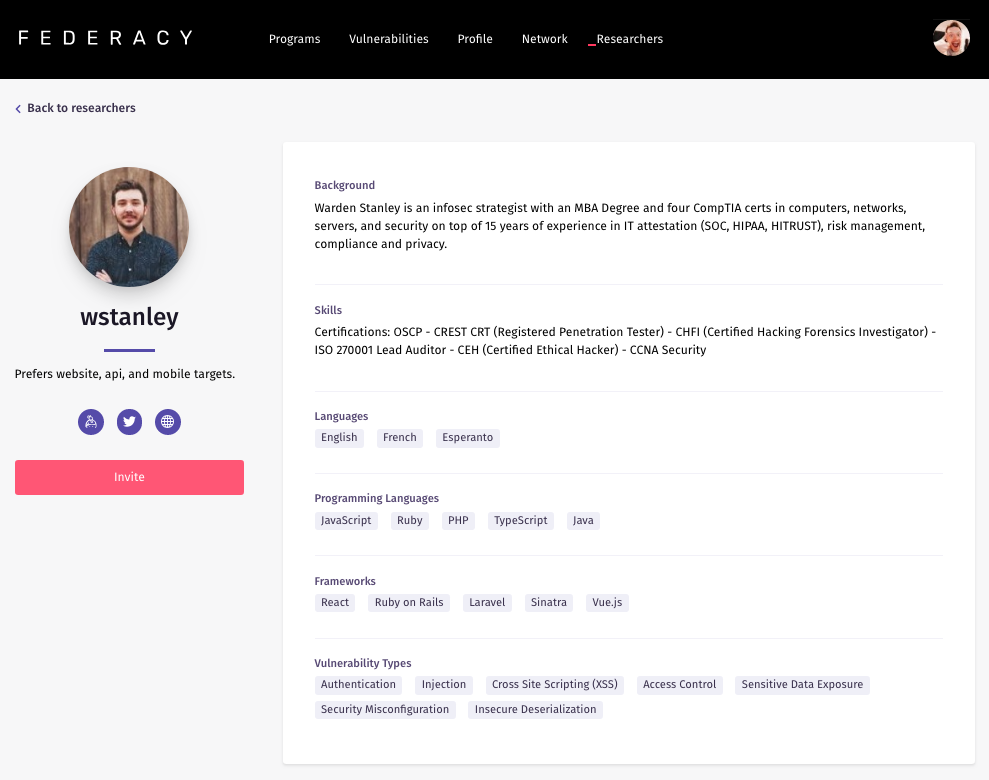 FEDERACY
Programs
Vulnerabilities
Profile
Network
_Researchers
Back to researchers
wstanley
Prefers website, api, and mobile targets.
Invite
Background
Warden Stanley is an infosec strategist with an MBA Degree and four CompTIA certs in computers, networks,
servers, and security on top of 15 years of experience in IT attestation (SOC, HIPAA, HITRUST), risk management,
compliance and privacy.
Skills
Certifications: OSCP - CREST CRT (Registered Penetration Tester) - CHFI (Certified Hacking Forensics Investigator) -
ISO 270001 Lead Auditor - CEH (Certified Ethical Hacker) - CCNA Security
Languages
English French Esperanto
Programming Languages
JavaScript Ruby PHP TypeScript Java
Frameworks
React Ruby on Rails Laravel Sinatra Vue.js
Vulnerability Types
Authentication Injection Cross Site Scripting (XSS) Access Control Sensitive Data Exposure
Security Misconfiguration Insecure Deserialization